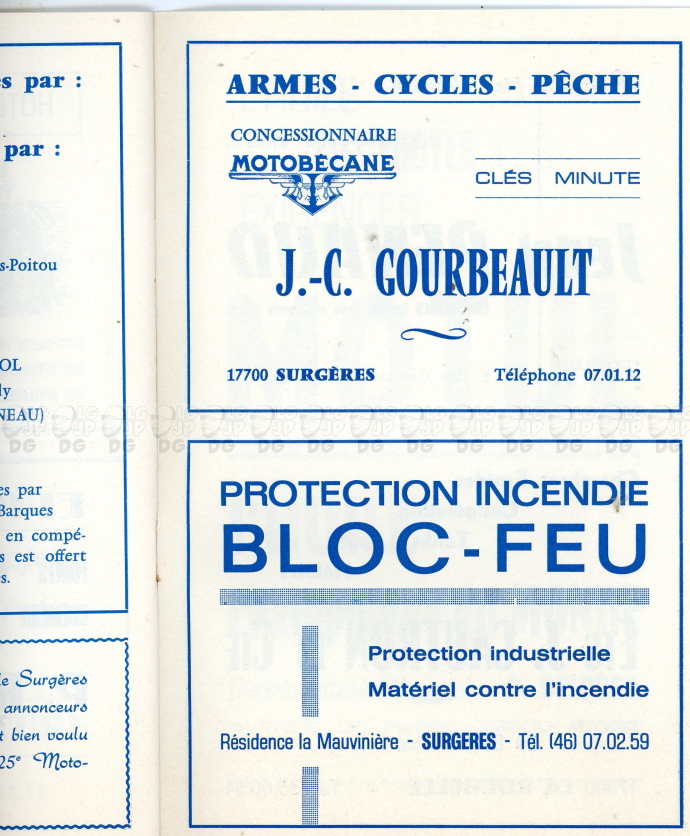 s par :
par :
s-Poitou
OL
ly
NEAU)
es par
Barques
en compé-
s est offert
es.
e Surgères
annonceurs
t bien voulu
25e Moto-
ARMES - CYCLES - PÊCHE
CONCESSIONNAIRE
MOTOBÉCANE
CLÉS MINUTE
J.-C. GOURBEAULT
17700 SURGÈRES
Téléphone 07.01.12
PROTECTION INCENDIE
BLOC-FEU
Protection industrielle
Matériel contre l'incendie
Résidence la Mauvinière - SURGERES - Tél. (46) 07.02.59